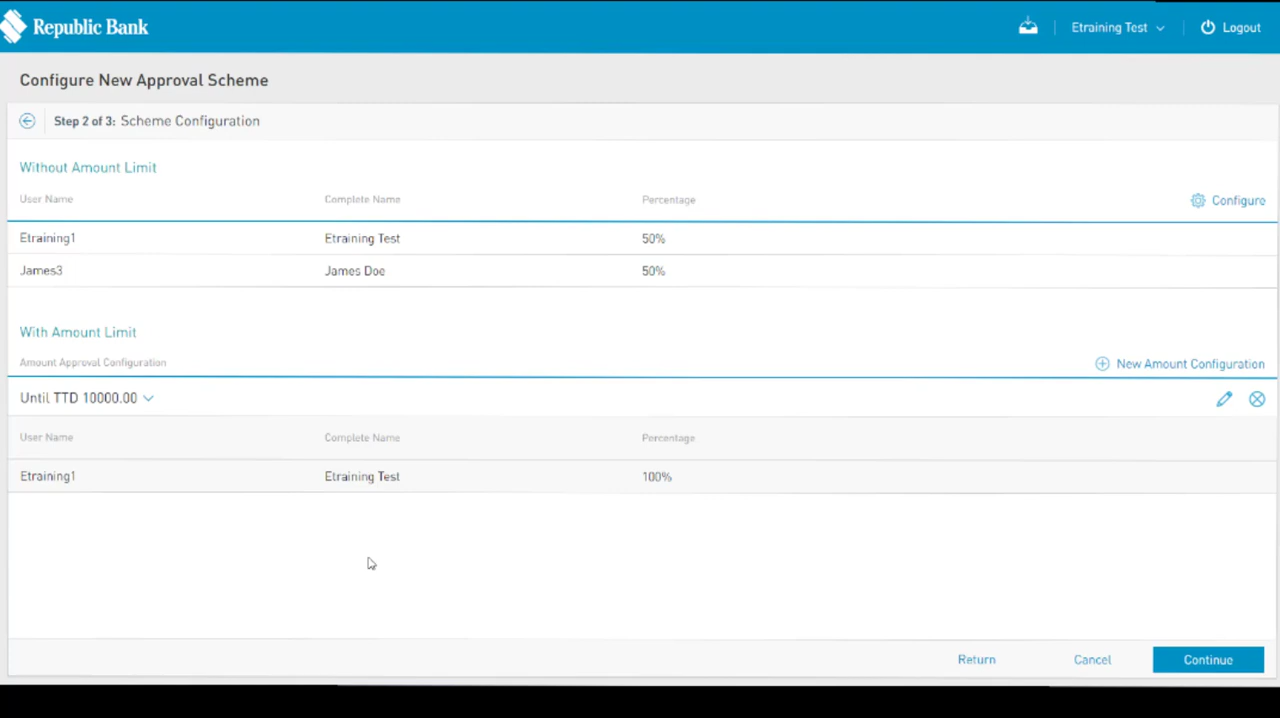 Republic Bank
Etraining Test
Logout
Configure New Approval Scheme
Step 2 of 3: Scheme Configuration
Without Amount Limit
User Name Complete Name Percentage Configure
Etraining1 Etraining Test 50%
James3 James Doe 50%
With Amount Limit
Amount Approval Configuration New Amount Configuration
Until TTD 10000.00
User Name Complete Name Percentage
Etraining1 Etraining Test 100%
Return Cancel Continue